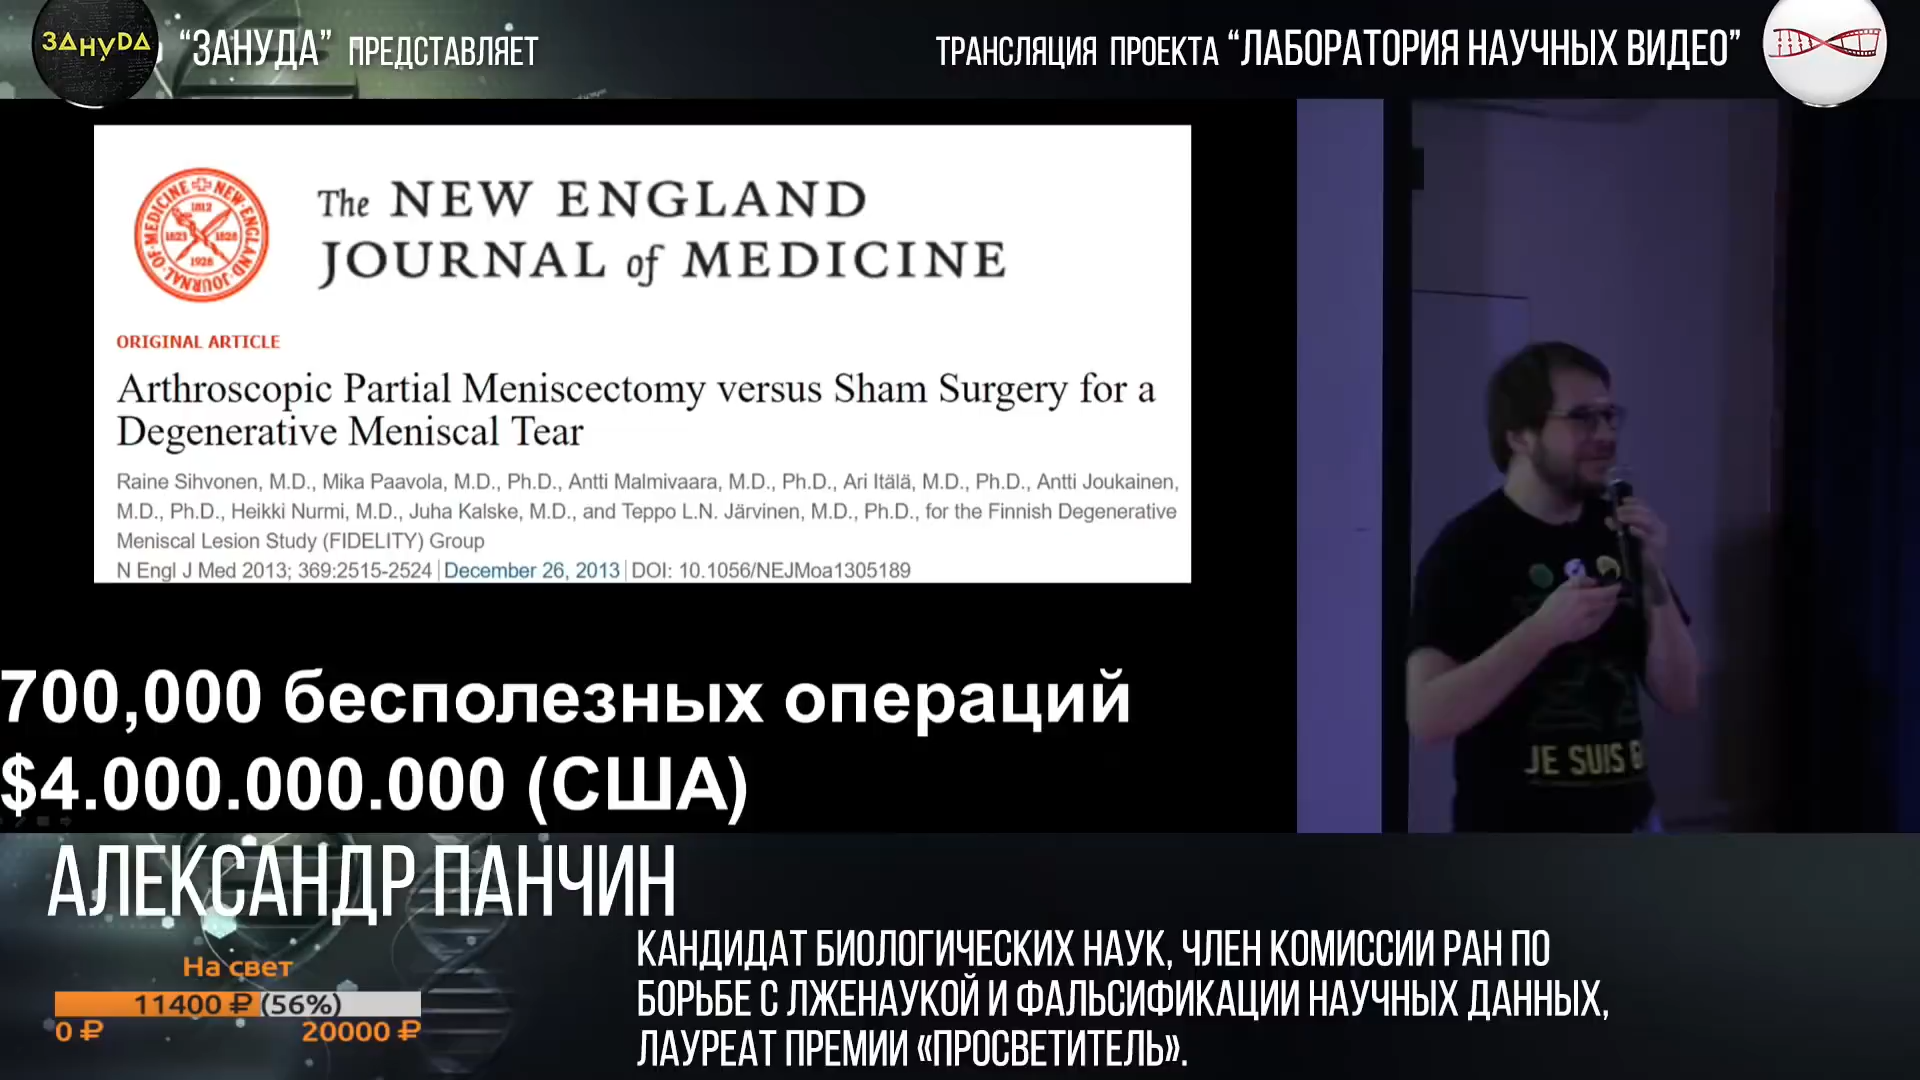 ЗАНУДА
“ЗАНУДА” ПРЕДСТАВЛЯЕТ
ТРАНСЛЯЦИЯ ПРОЕКТА “ЛАБОРАТОРИЯ НАУЧНЫХ ВИДЕО”
The NEW ENGLAND
JOURNAL of MEDICINE
ORIGINAL ARTICLE
Arthroscopic Partial Meniscectomy versus Sham Surgery for a
Degenerative Meniscal Tear
Raine Sihvonen, M.D., Mika Paavola, M.D., Ph.D., Antti Malmivaara, M.D., Ph.D., Ari Itälä, M.D., Ph.D., Antti Joukainen,
M.D., Ph.D., Heikki Nurmi, M.D., Juha Kalske, M.D., and Teppo L.N. Järvinen, M.D., Ph.D., for the Finnish Degenerative
Meniscal Lesion Study (FIDELITY) Group
N Engl J Med 2013; 369:2515-2524 | December 26, 2013 | DOI: 10.1056/NEJMoa1305189
700,000 бесполезных операций
$4.000.000.000 (США)
JE SUIS
АЛЕКСАНДР ПАНЧИН
КАНДИДАТ БИОЛОГИЧЕСКИХ НАУК, ЧЛЕН КОМИССИИ РАН ПО
БОРЬБЕ С ЛЖЕНАУКОЙ И ФАЛЬСИФИКАЦИИ НАУЧНЫХ ДАННЫХ,
ЛАУРЕАТ ПРЕМИИ «ПРОСВЕТИТЕЛЬ».
На свет
11400 ₽ (56%)
0 ₽ 20000 ₽